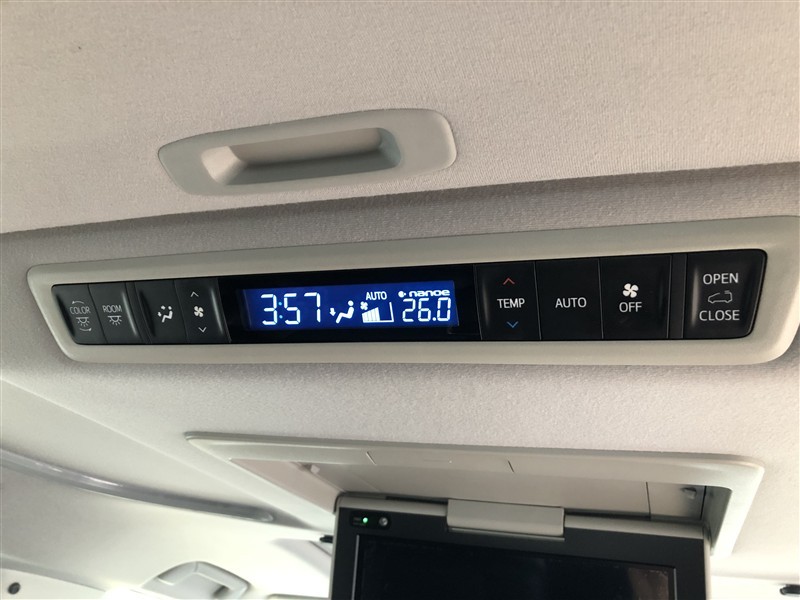 COLOR
ROOM
3:57
AUTO
nanoe
26.0
TEMP
AUTO
OFF
OPEN
CLOSE